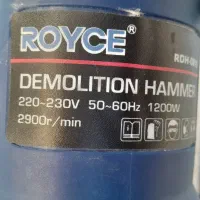 ROYCE®
DEMOLITION HAMMER
220~230V 50~60Hz 1200W
2900r/min